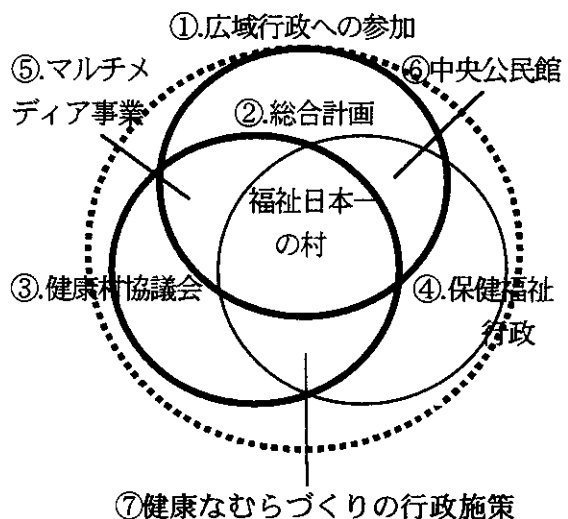 ①.広域行政への参加
⑤.マルチメ
ディア事業
⑥中央公民館
②.総合計画
福祉日本一
の村
③.健康村協議会
④.保健福祉
行政
⑦健康なむらづくりの行政施策